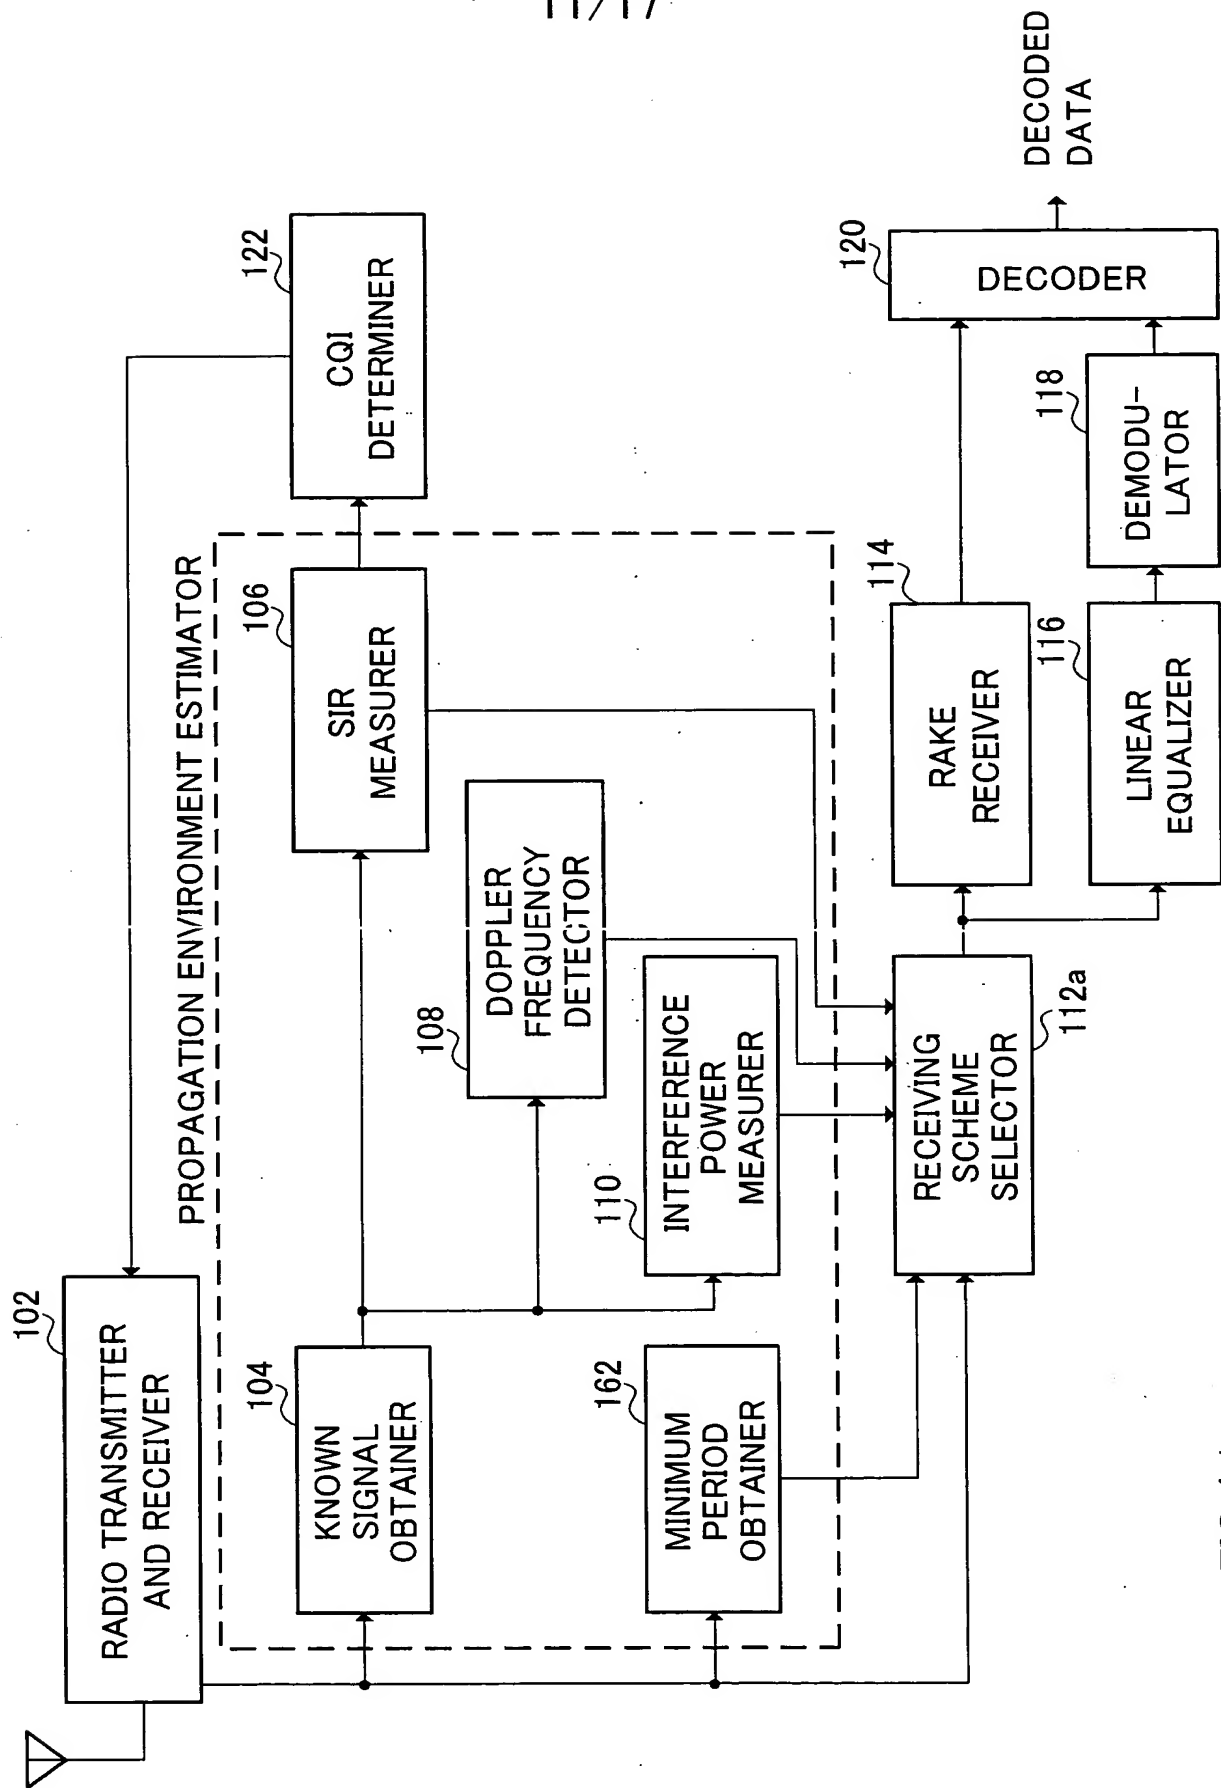 11/17
102
RADIO TRANSMITTER
AND RECEIVER
PROPAGATION ENVIRONMENT ESTIMATOR
104
KNOWN
SIGNAL
OBTAINER
106
SIR
MEASURER
122
CQI
DETERMINER
108
DOPPLER
FREQUENCY
DETECTOR
162
MINIMUM
PERIOD
OBTAINER
110
INTERFERENCE
POWER
MEASURER
RECEIVING
SCHEME
SELECTOR
112a
114
RAKE
RECEIVER
116
LINEAR
EQUALIZER
118
DEMODU-
LATOR
120
DECODER
DECODED
DATA